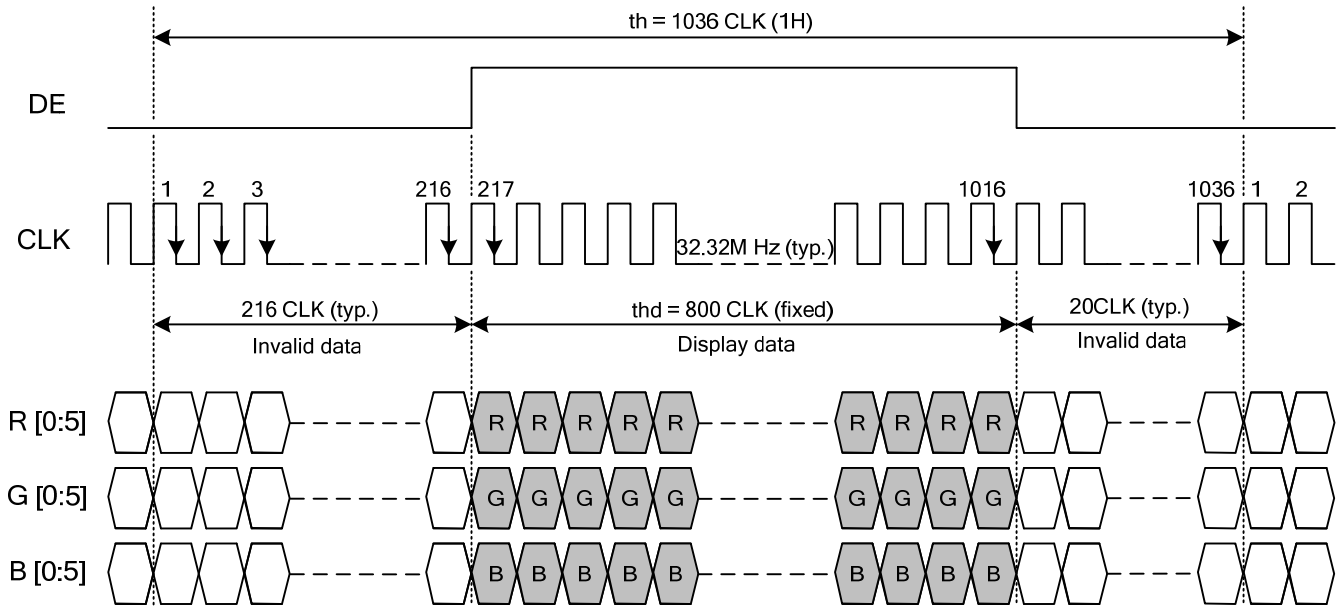 th = 1036 CLK (1H)
DE
1 2 3 216 217 1016 1036 1 2
CLK
32.32M Hz (typ.)
216 CLK (typ.) thd = 800 CLK (fixed) 20CLK (typ.)
Invalid data Display data Invalid data
R [0:5] R R R R R R R R R
G [0:5] G G G G G G G G G
B [0:5] B B B B B B B B B